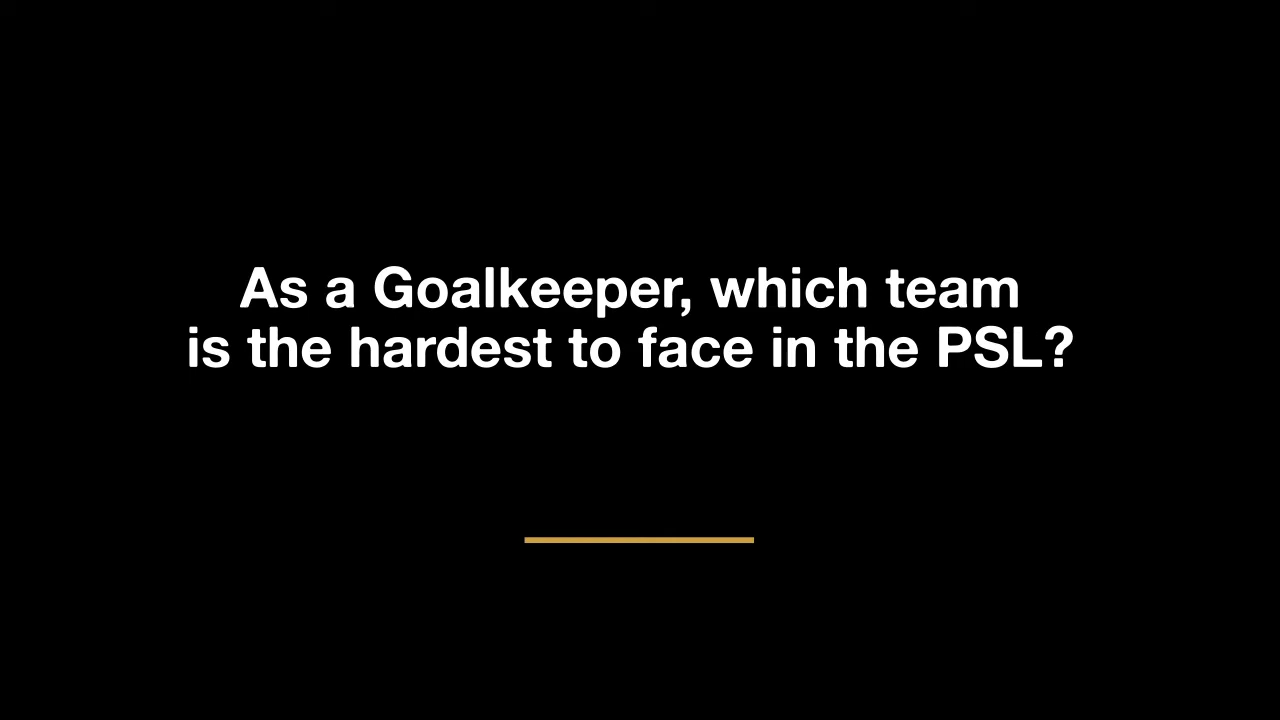 As a Goalkeeper, which team
is the hardest to face in the PSL?